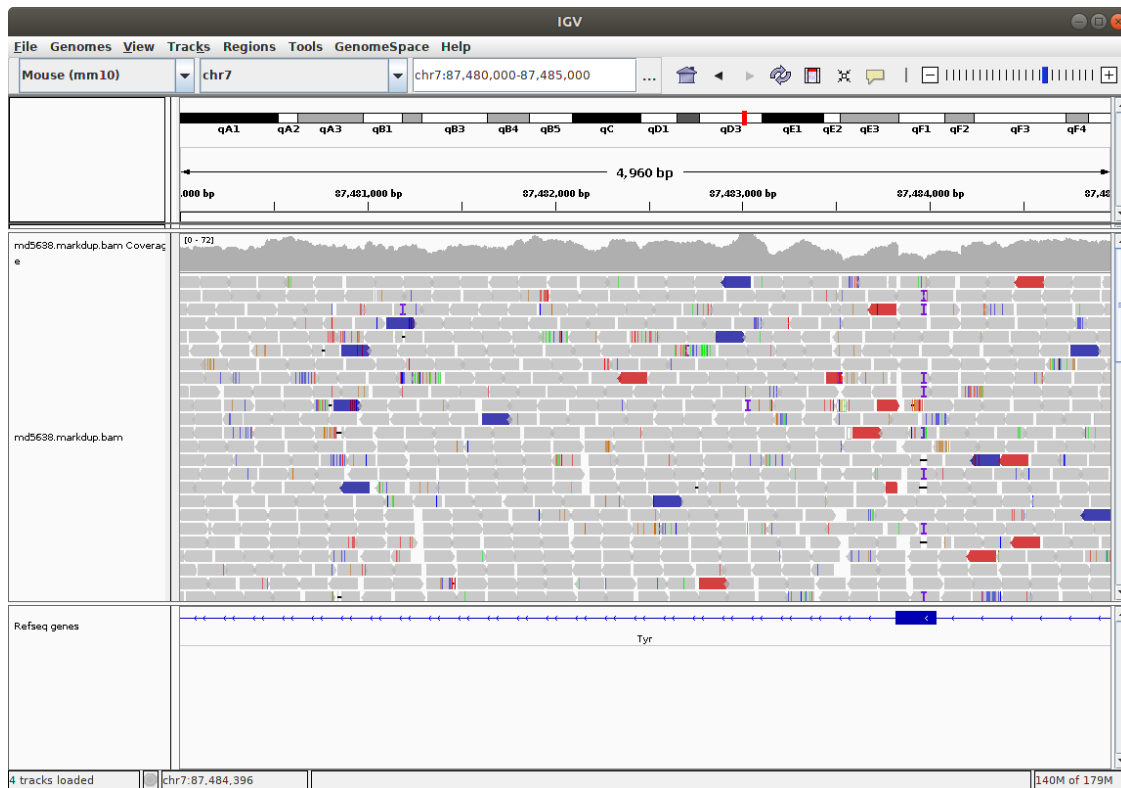 IGV
File Genomes View Tracks Regions Tools GenomeSpace Help
Mouse (mm10) chr7 chr7:87,480,000-87,485,000 ...
qA1 qA2 qA3 qB1 qB3 qB4 qB5 qC qD1 qD3 qE1 qE2 qE3 qF1 qF2 qF3 qF4
4,960 bp
.000 bp 87,481,000 bp 87,482,000 bp 87,483,000 bp 87,484,000 bp 87,48
md5638.markdup.bam Coverag
e
[0 - 72]
md5638.markdup.bam
Refseq genes
Tyr
4 tracks loaded chr7:87,484,396 140M of 179M